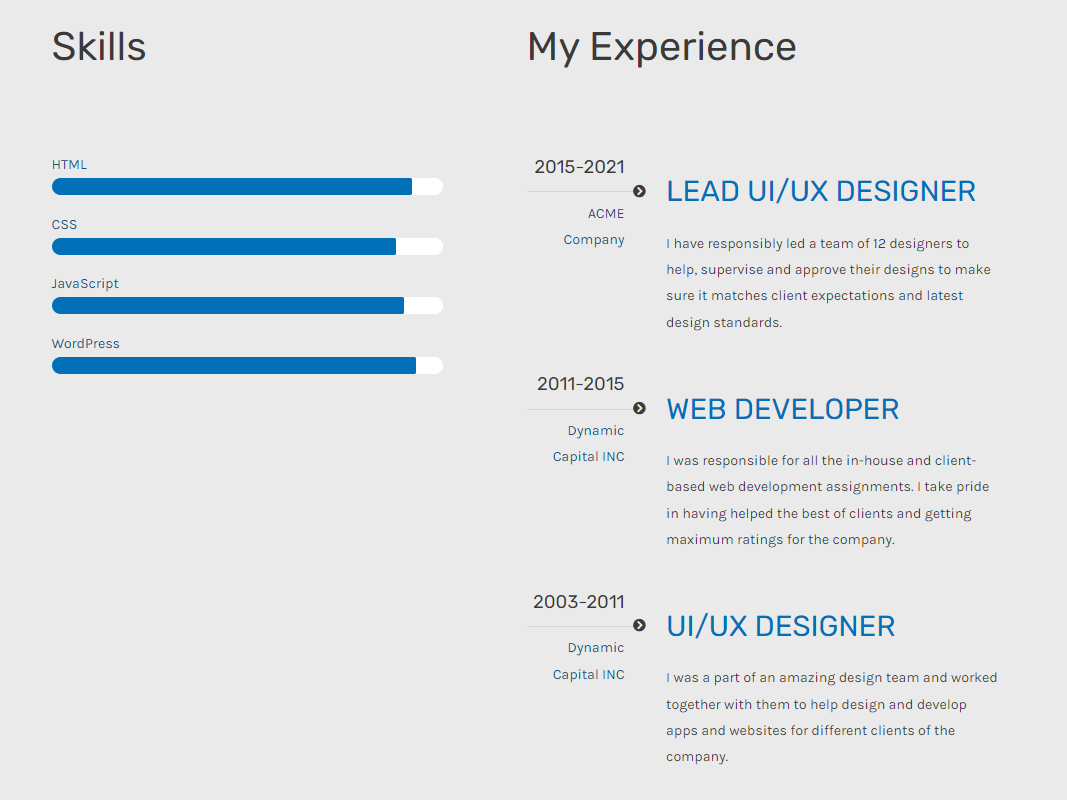 Skills
HTML
CSS
JavaScript
WordPress
My Experience
2015-2021
ACME
Company
LEAD UI/UX DESIGNER
I have responsibly led a team of 12 designers to
help, supervise and approve their designs to make
sure it matches client expectations and latest
design standards.
2011-2015
Dynamic
Capital INC
WEB DEVELOPER
I was responsible for all the in-house and client-
based web development assignments. I take pride
in having helped the best of clients and getting
maximum ratings for the company.
2003-2011
Dynamic
Capital INC
UI/UX DESIGNER
I was a part of an amazing design team and worked
together with them to help design and develop
apps and websites for different clients of the
company.